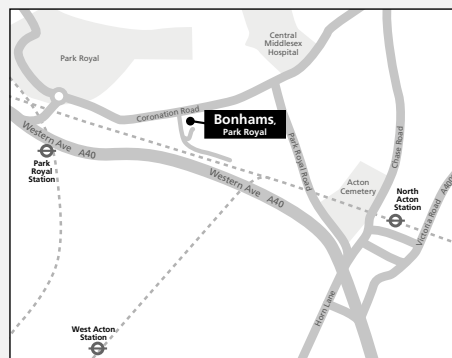 Central
Middlesex
Hospital
Park Royal
Coronation Road
Bonhams,
Park Royal
Western Ave A40
Park
Royal
Station
Park Royal Road
Chase Road
Western Ave A40
Acton
Cemetery
North
Acton
Station
Victoria Road A4000
Horn Lane
West Acton
Station